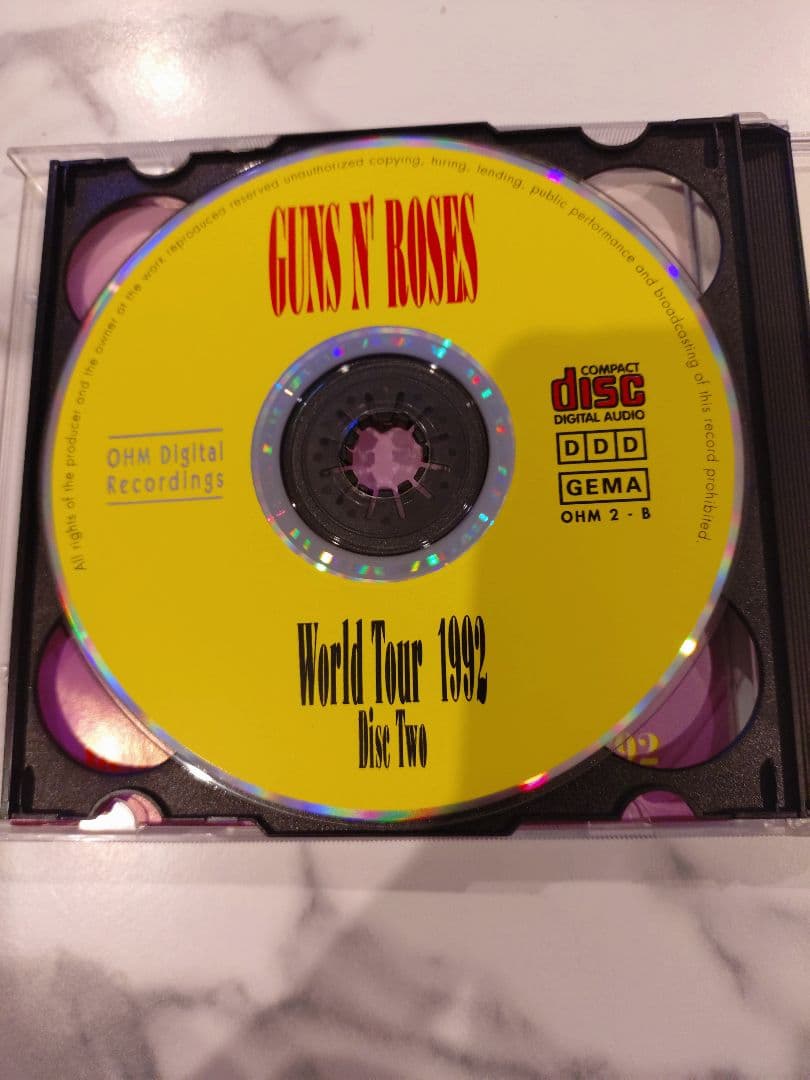 All rights of the producer and the owner of the work reproduced reserved unauthorized copying, hiring, lending, public performance and broadcasting of this record prohibited.
GUNS N' ROSES
COMPACT
disc
DIGITAL AUDIO
DDD
GEMA
OHM 2 - B
OHM Digital
Recordings
World Tour 1992
Disc Two
92